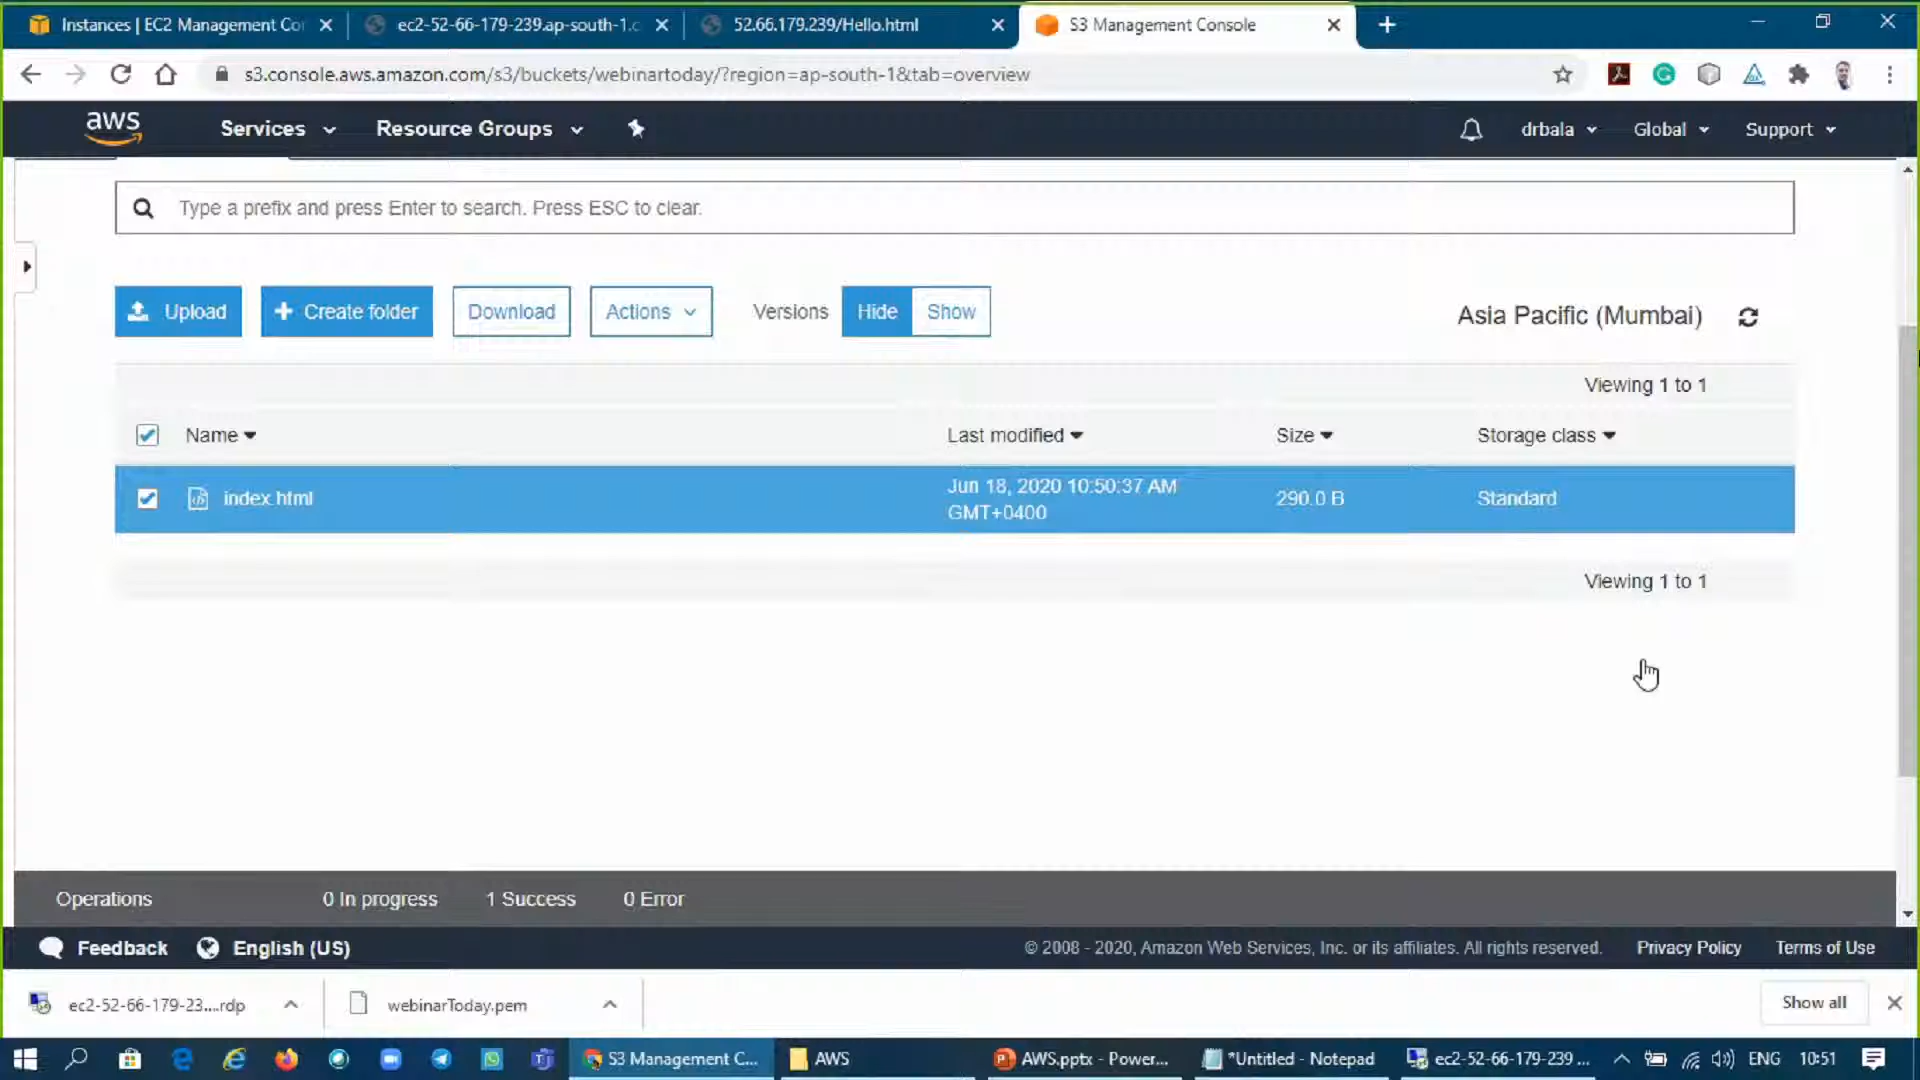 Instances | EC2 Management Co
ec2-52-66-179-239.ap-south-1.c
52.66.179.239/Hello.html
S3 Management Console
s3.console.aws.amazon.com/s3/buckets/webinartoday/?region=ap-south-1&tab=overview
aws
Services
Resource Groups
drbala
Global
Support
Type a prefix and press Enter to search. Press ESC to clear.
Upload
Create folder
Download
Actions
Versions
Hide
Show
Asia Pacific (Mumbai)
Viewing 1 to 1
Name
Last modified
Size
Storage class
index.html
Jun 18, 2020 10:50:37 AM
GMT+0400
290.0 B
Standard
Viewing 1 to 1
Operations
0 In progress
1 Success
0 Error
Feedback
English (US)
© 2008 - 2020, Amazon Web Services, Inc. or its affiliates. All rights reserved.
Privacy Policy
Terms of Use
ec2-52-66-179-23....rdp
webinarToday.pem
Show all
S3 Management C...
AWS
AWS.pptx - Power...
*Untitled - Notepad
ec2-52-66-179-239 ...
ENG
10:51